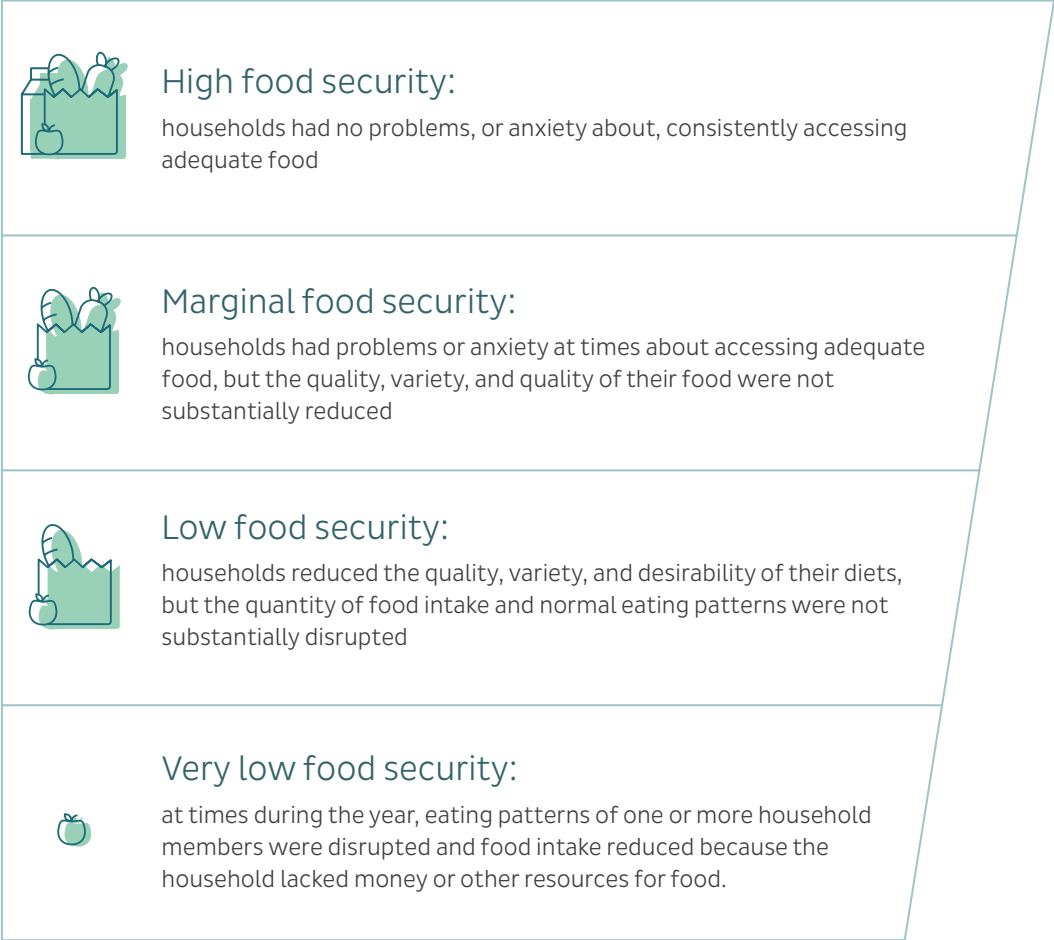 High food security:
households had no problems, or anxiety about, consistently accessing
adequate food
Marginal food security:
households had problems or anxiety at times about accessing adequate
food, but the quality, variety, and quality of their food were not
substantially reduced
Low food security:
households reduced the quality, variety, and desirability of their diets,
but the quantity of food intake and normal eating patterns were not
substantially disrupted
Very low food security:
at times during the year, eating patterns of one or more household
members were disrupted and food intake reduced because the
household lacked money or other resources for food.